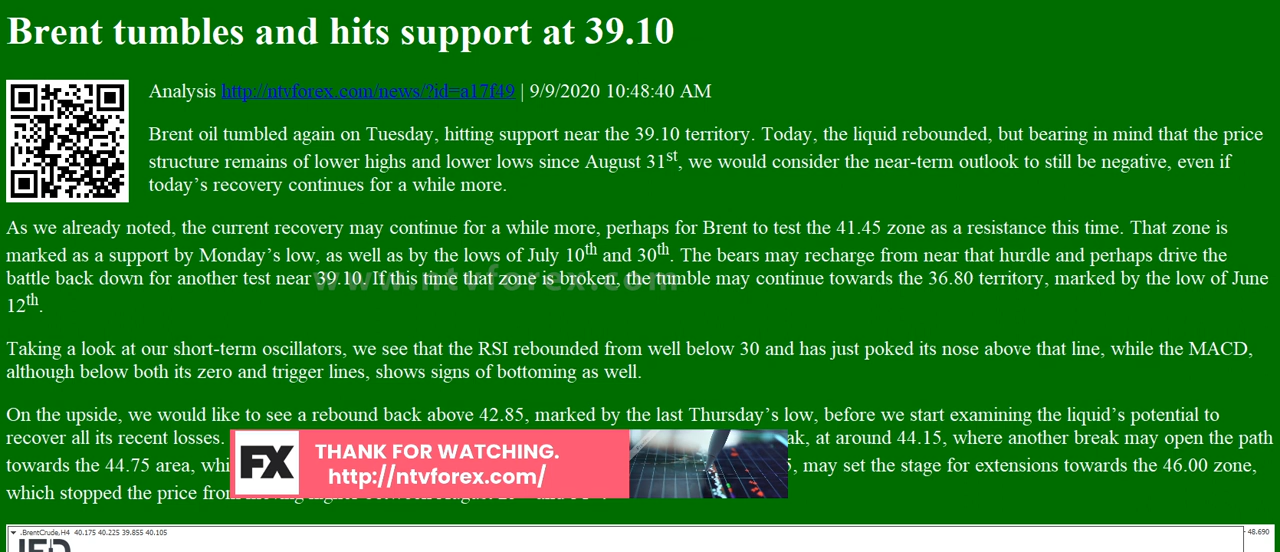 Brent tumbles and hits support at 39.10
Analysis http://ntvforex.com/news/?id=a17f49 | 9/9/2020 10:48:40 AM
Brent oil tumbled again on Tuesday, hitting support near the 39.10 territory. Today, the liquid rebounded, but bearing in mind that the price
structure remains of lower highs and lower lows since August 31st, we would consider the near-term outlook to still be negative, even if
today’s recovery continues for a while more.
As we already noted, the current recovery may continue for a while more, perhaps for Brent to test the 41.45 zone as a resistance this time. That zone is
marked as a support by Monday’s low, as well as by the lows of July 10th and 30th. The bears may recharge from near that hurdle and perhaps drive the
battle back down for another test near 39.10. If this time that zone is broken, the tumble may continue towards the 36.80 territory, marked by the low of June
12th.
www.ntvforex.com
Taking a look at our short-term oscillators, we see that the RSI rebounded from well below 30 and has just poked its nose above that line, while the MACD,
although below both its zero and trigger lines, shows signs of bottoming as well.
On the upside, we would like to see a rebound back above 42.85, marked by the last Thursday’s low, before we start examining the liquid’s potential to
recover all its recent losses. at around 44.15, where another break may open the path
towards the 44.75 area, may set the stage for extensions towards the 46.00 zone,
which stopped the price
FX
THANK FOR WATCHING.
http://ntvforex.com/
.BrentCrude,H4 40.175 40.225 39.855 40.105
48.690